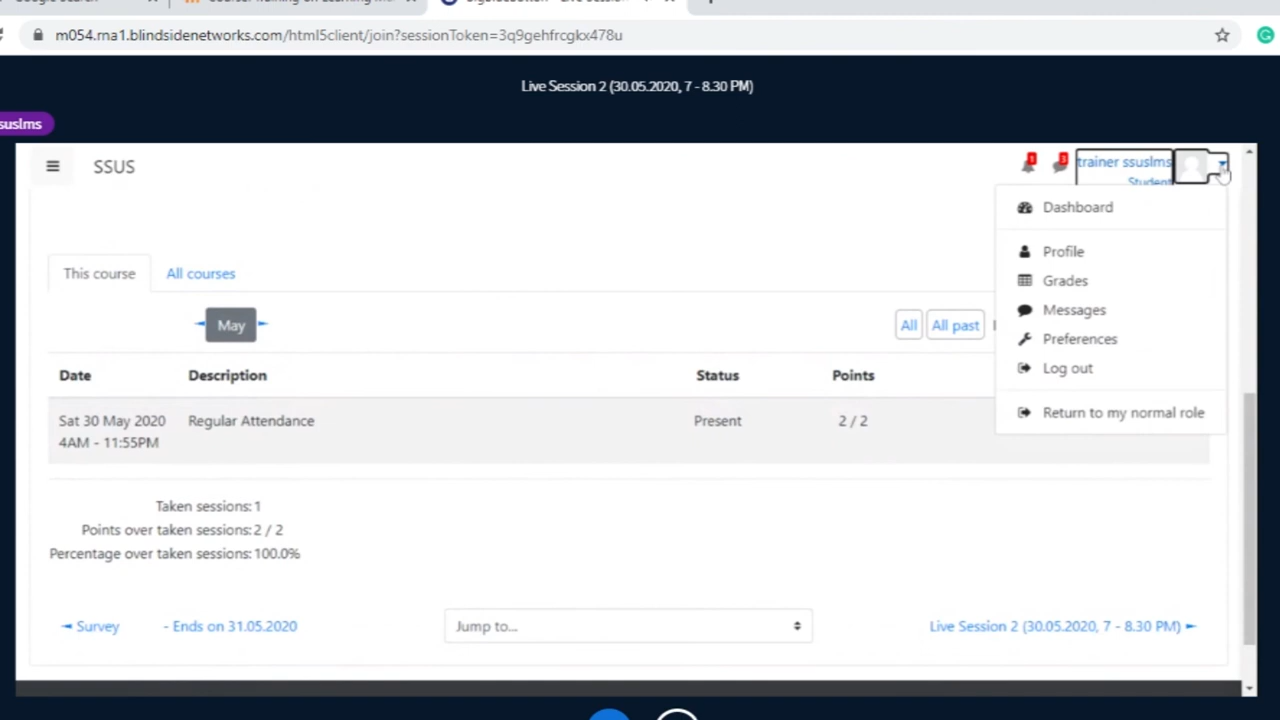 m054.rna1.blindsidenetworks.com/html5client/join?sessionToken=3q9gehfrcgkx478u
Live Session 2 (30.05.2020, 7 - 8.30 PM)
suslms
SSUS
trainer ssuslms
Student
Dashboard
Profile
Grades
Messages
Preferences
Log out
Return to my normal role
This course
All courses
May
All
All past
Date
Description
Status
Points
Sat 30 May 2020
4AM - 11:55PM
Regular Attendance
Present
2 / 2
Taken sessions: 1
Points over taken sessions: 2 / 2
Percentage over taken sessions: 100.0%
◄ Survey
- Ends on 31.05.2020
Jump to...
Live Session 2 (30.05.2020, 7 - 8.30 PM) ►